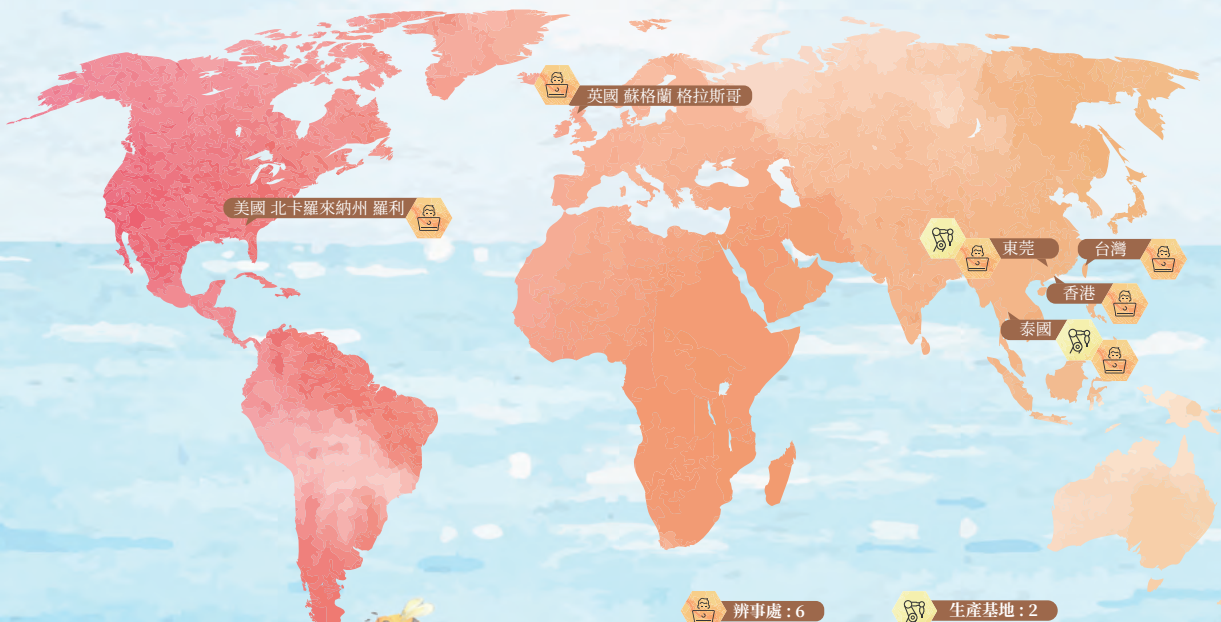 英國 蘇格蘭 格拉斯哥
美國 北卡羅來納州 羅利
東莞
台灣
香港
泰國
辨事處 : 6
生產基地 : 2